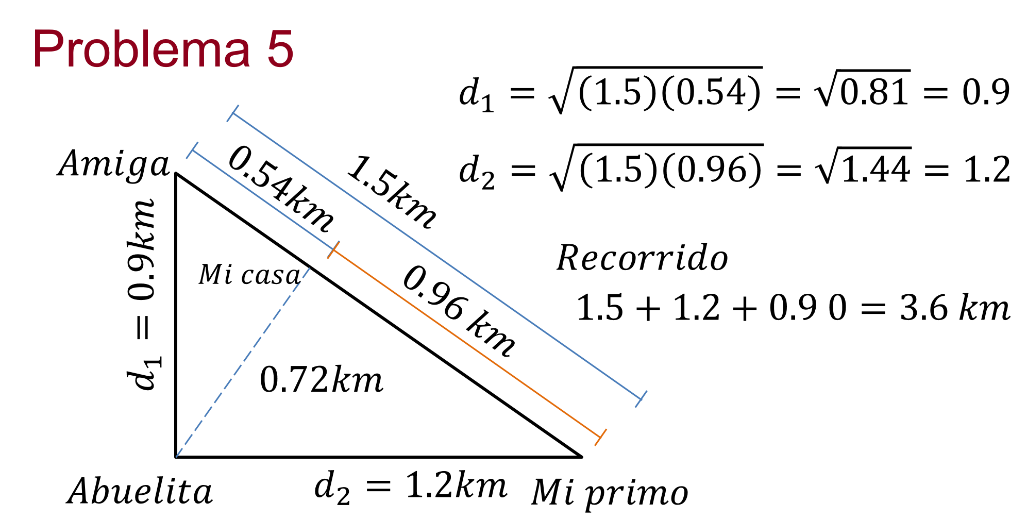 Problema 5
d₁ = √(1.5)(0.54) = √0.81 = 0.9
d₂ = √(1.5)(0.96) = √1.44 = 1.2
Amiga
0.54km
1.5km
d₁ = 0.9km
Mi casa
0.96 km
Recorrido
1.5 + 1.2 + 0.9 0 = 3.6 km
0.72km
Abuelita
d₂ = 1.2km
Mi primo